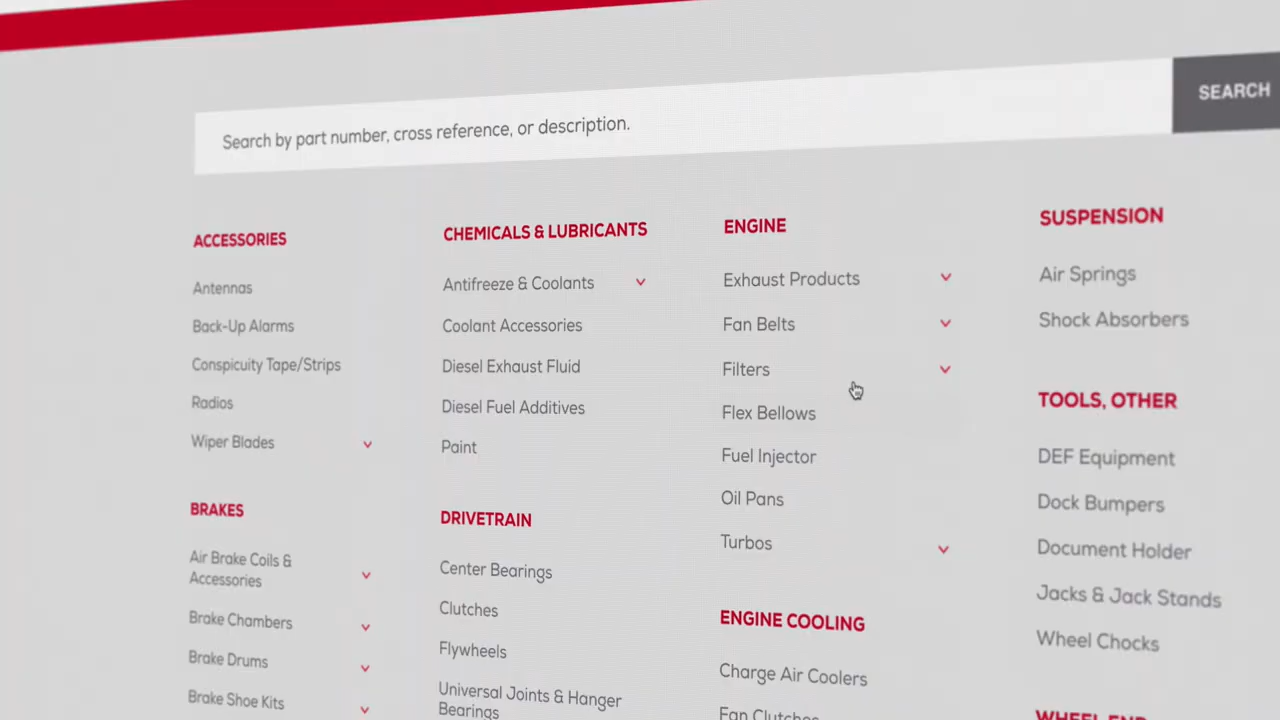 Search by part number, cross reference, or description.
SEARCH
ACCESSORIES
Antennas
Back-Up Alarms
Conspicuity Tape/Strips
Radios
Wiper Blades
BRAKES
Air Brake Coils &
Accessories
Brake Chambers
Brake Drums
Brake Shoe Kits
CHEMICALS & LUBRICANTS
Antifreeze & Coolants
Coolant Accessories
Diesel Exhaust Fluid
Diesel Fuel Additives
Paint
DRIVETRAIN
Center Bearings
Clutches
Flywheels
Universal Joints & Hanger
Bearings
ENGINE
Exhaust Products
Fan Belts
Filters
Flex Bellows
Fuel Injector
Oil Pans
Turbos
ENGINE COOLING
Charge Air Coolers
Fan Clutches
SUSPENSION
Air Springs
Shock Absorbers
TOOLS, OTHER
DEF Equipment
Dock Bumpers
Document Holder
Jacks & Jack Stands
Wheel Chocks
WHEEL END